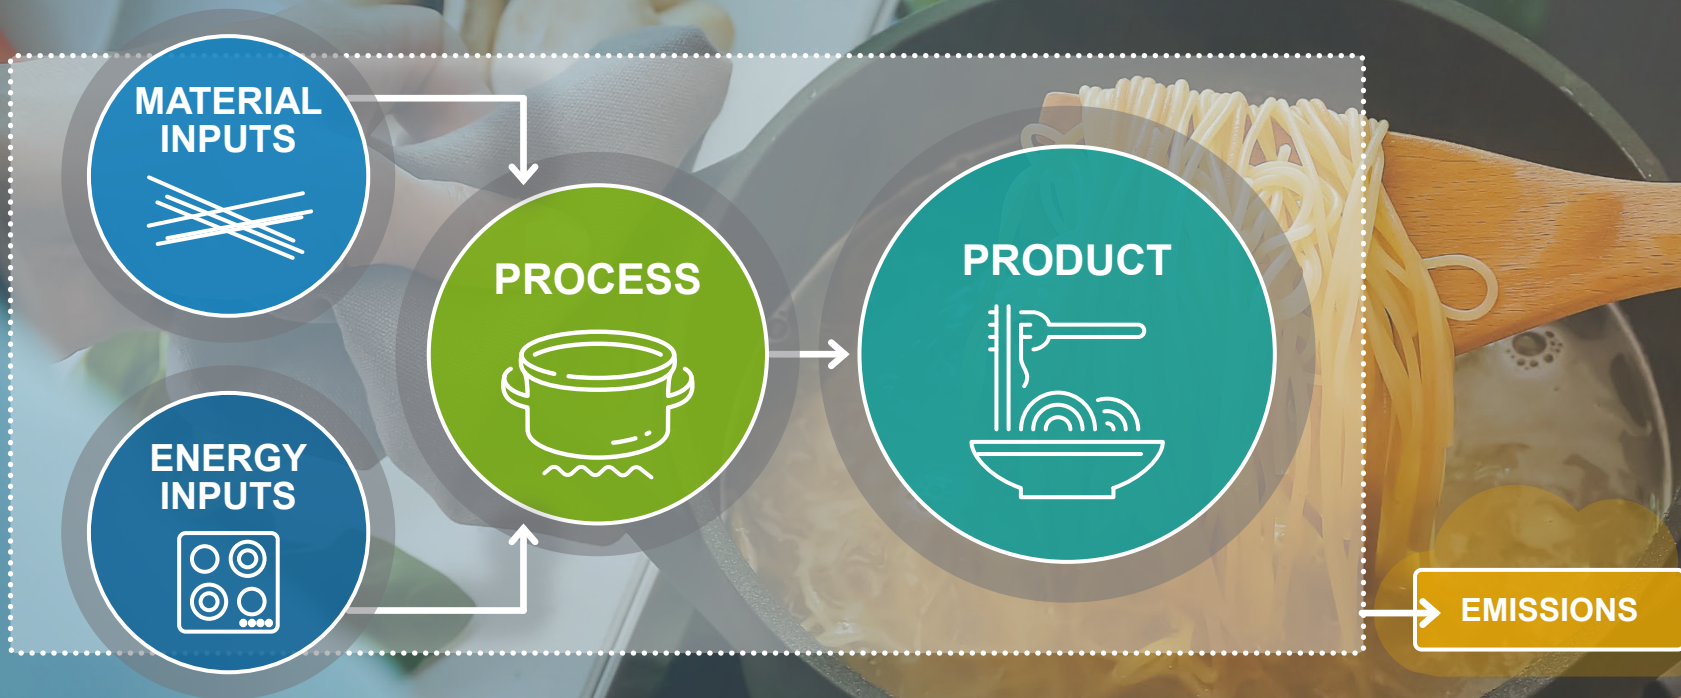 MATERIAL
INPUTS
ENERGY
INPUTS
PROCESS
PRODUCT
EMISSIONS